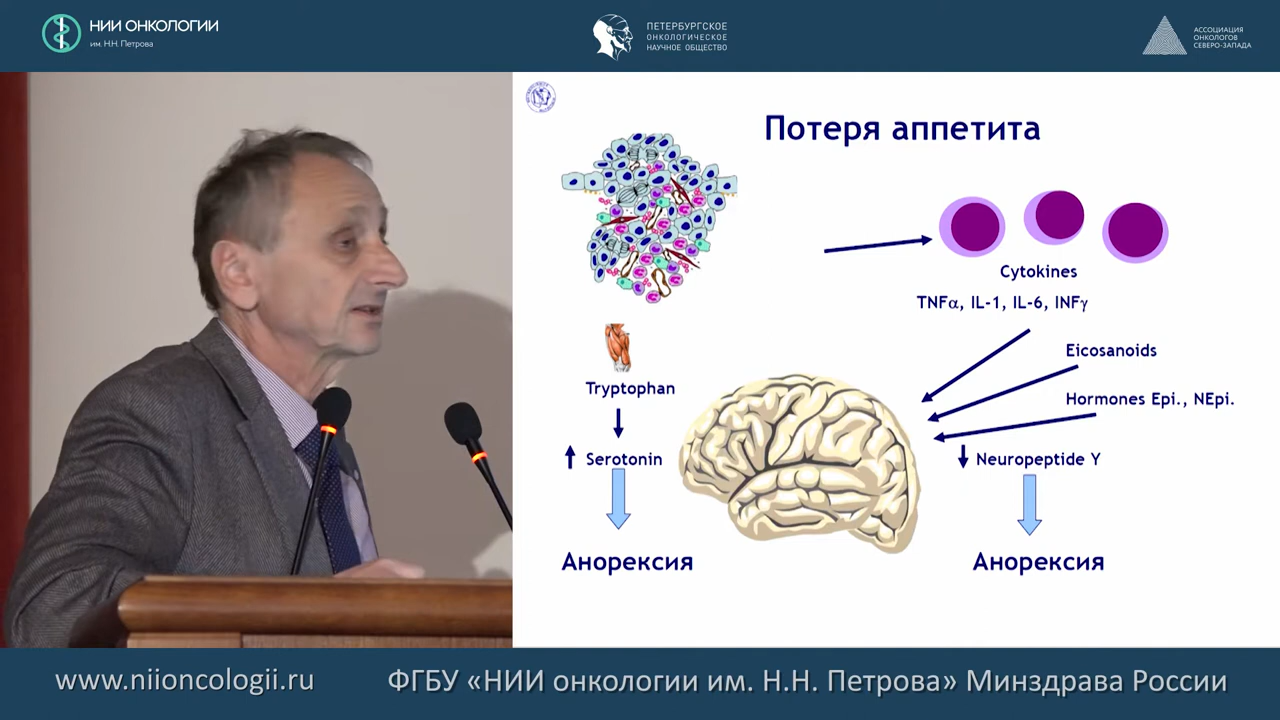 НИИ ОНКОЛОГИИ
им. Н.Н. Петрова
ПЕТЕРБУРГСКОЕ
ОНКОЛОГИЧЕСКОЕ
НАУЧНОЕ ОБЩЕСТВО
АССОЦИАЦИЯ
ОНКОЛОГОВ
СЕВЕРО-ЗАПАДА
Потеря аппетита
Cytokines
TNFα, IL-1, IL-6, INFγ
Eicosanoids
Hormones Epi., NEpi.
Tryptophan
Serotonin
Neuropeptide Y
Анорексия
Анорексия
www.niioncologii.ru
ФГБУ «НИИ онкологии им. Н.Н. Петрова» Минздрава России